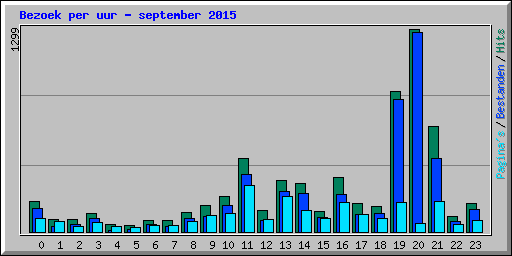 Bezoek per uur - september 2015
1299
Pagina's / Bestanden / Hits
0 1 2 3 4 5 6 7 8 9 10 11 12 13 14 15 16 17 18 19 20 21 22 23